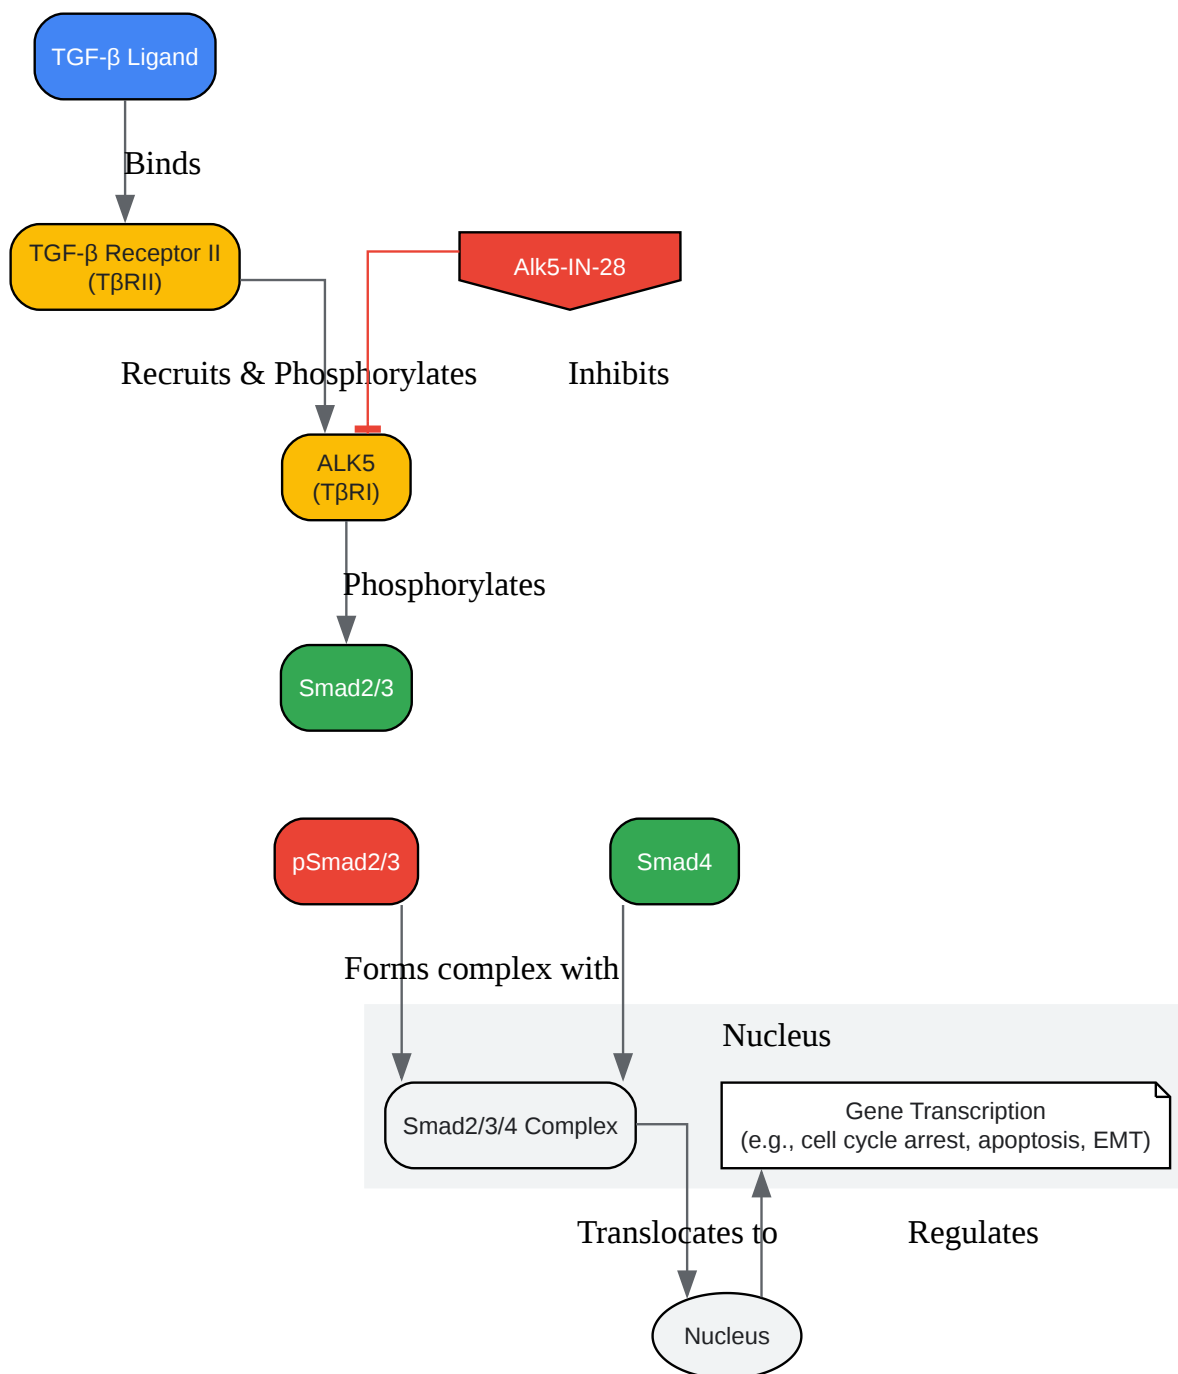 TGF-β Ligand
Binds
TGF-β Receptor II
(TβRII)
Alk5-IN-28
Recruits & Phosphorylates
Inhibits
ALK5
(TβRI)
Phosphorylates
Smad2/3
pSmad2/3
Smad4
Forms complex with
Nucleus
Smad2/3/4 Complex
Gene Transcription
(e.g., cell cycle arrest, apoptosis, EMT)
Translocates to
Regulates
Nucleus